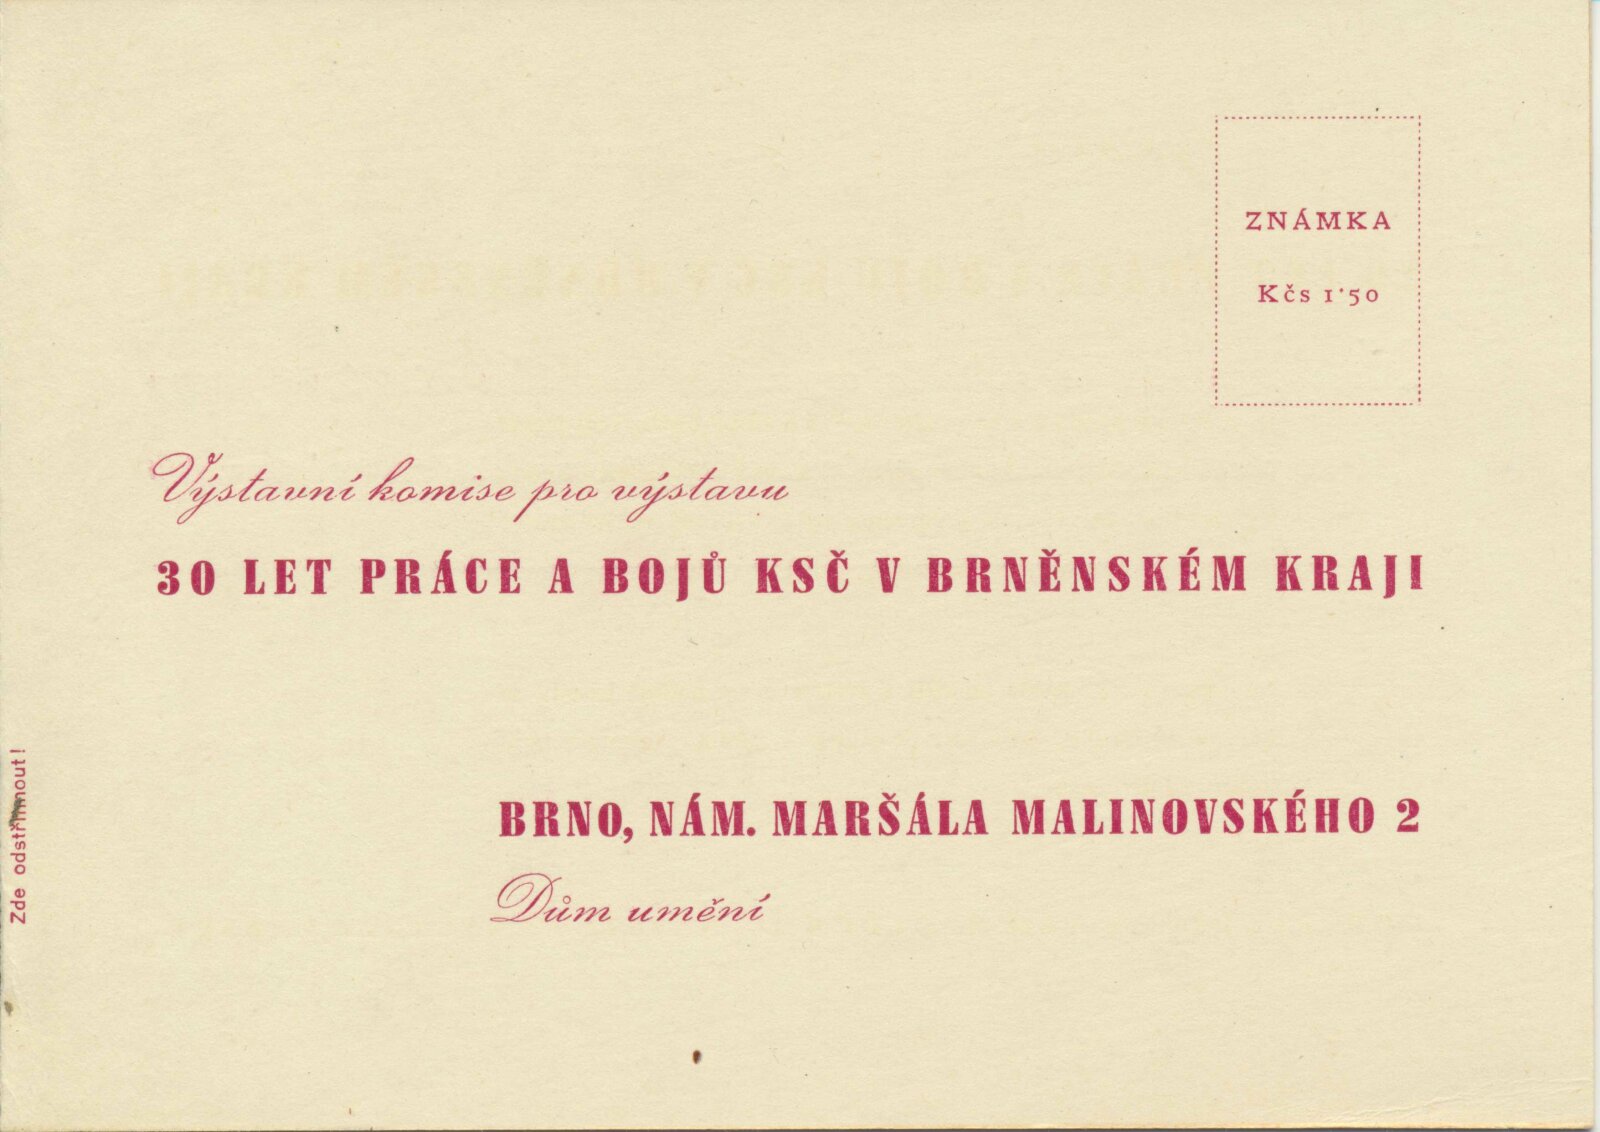 ZNÁMKA
Kčs 1·50
Výstavní komise pro výstavu
30 LET PRÁCE A BOJŮ KSČ V BRNĚNSKÉM KRAJI
BRNO, NÁM. MARŠÁLA MALINOVSKÉHO 2
Dům umění
Zde odstřihnout!